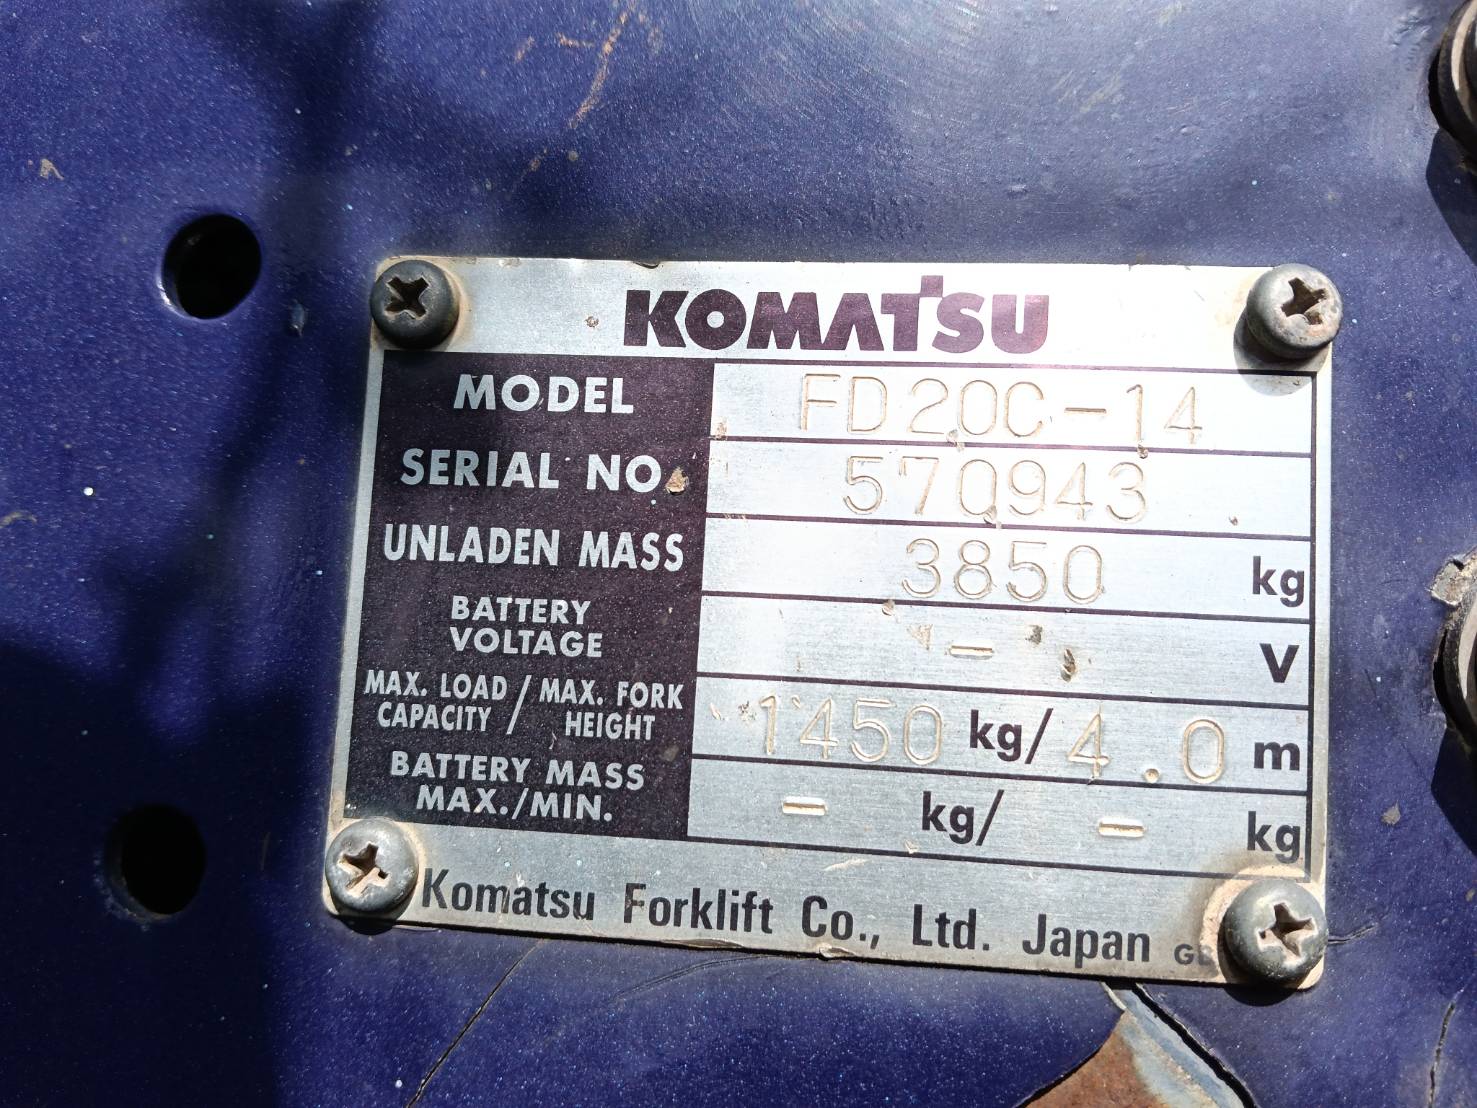 KOMATSU
MODEL FD20C-14
SERIAL NO. 570943
UNLADEN MASS 3850 kg
BATTERY VOLTAGE - V
MAX. LOAD CAPACITY / MAX. FORK HEIGHT 1450 kg/ 4.0 m
BATTERY MASS MAX./MIN. - kg/ - kg
Komatsu Forklift Co., Ltd. Japan